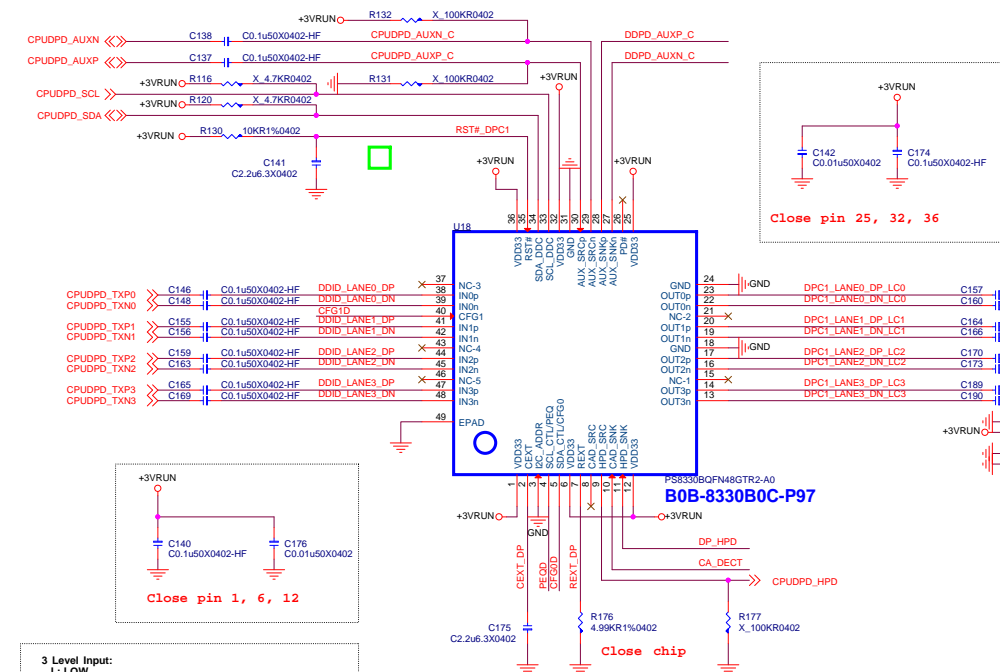 +3VRUN R132 X_100KR0402
CPUDPD_AUXN C138 C0.1u50X0402-HF CPUDPD_AUXN_C DDPD_AUXP_C
CPUDPD_AUXP C137 C0.1u50X0402-HF CPUDPD_AUXP_C DDPD_AUXN_C
+3VRUN R116 X_4.7KR0402 R131 X_100KR0402 +3VRUN +3VRUN
CPUDPD_SCL
+3VRUN R120 X_4.7KR0402
CPUDPD_SDA
+3VRUN R130 10KR1%0402 RST#_DPC1
C141
C2.2u6.3X0402
+3VRUN +3VRUN
C142
C0.01u50X0402
C174
C0.1u50X0402-HF
Close pin 25, 32, 36
U18
36 35 34 33 32 31 30 29 28 27 26 25
VDD33 RST# SDA_DDC SCL_DDC VDD33 GND AUX_SRCp AUX_SRCn AUX_SNKp AUX_SNKn PD# VDD33
37 NC-3 GND 24 GND
CPUDPD_TXP0 C146 C0.1u50X0402-HF DDID_LANE0_DP 38 IN0p OUT0p 23 DPC1_LANE0_DP_LC0 C157
CPUDPD_TXN0 C148 C0.1u50X0402-HF DDID_LANE0_DN 39 IN0n OUT0n 22 DPC1_LANE0_DN_LC0 C160
CFG1D 40 CFG1 NC-2 21
CPUDPD_TXP1 C155 C0.1u50X0402-HF DDID_LANE1_DP 41 IN1p OUT1p 20 DPC1_LANE1_DP_LC1 C164
CPUDPD_TXN1 C156 C0.1u50X0402-HF DDID_LANE1_DN 42 IN1n OUT1n 19 DPC1_LANE1_DN_LC1 C166
43 NC-4 GND 18 GND
CPUDPD_TXP2 C159 C0.1u50X0402-HF DDID_LANE2_DP 44 IN2p OUT2p 17 DPC1_LANE2_DP_LC2 C170
CPUDPD_TXN2 C163 C0.1u50X0402-HF DDID_LANE2_DN 45 IN2n OUT2n 16 DPC1_LANE2_DN_LC2 C173
46 NC-5 NC-1 15
CPUDPD_TXP3 C165 C0.1u50X0402-HF DDID_LANE3_DP 47 IN3p OUT3p 14 DPC1_LANE3_DP_LC3 C189
CPUDPD_TXN3 C169 C0.1u50X0402-HF DDID_LANE3_DN 48 IN3n OUT3n 13 DPC1_LANE3_DN_LC3 C190
49 EPAD
+3VRUN
VDD33 CEXT I2C_ADDR SCL_CTL/PEQ SDA_CTL/CFG0 VDD33 REXT CAD_SRC HPD_SRC CAD_SNK HPD_SNK VDD33
1 2 3 4 5 6 7 8 9 10 11 12
PS8330BQFN48GTR2-A0
B0B-8330B0C-P97
+3VRUN GND +3VRUN
CEXT_DP PEQD CFG0D REXT_DP
DP_HPD
CA_DECT
CPUDPD_HPD
+3VRUN
C140
C0.1u50X0402-HF
C176
C0.01u50X0402
Close pin 1, 6, 12
C175
C2.2u6.3X0402
R176
4.99KR1%0402
R177
X_100KR0402
Close chip
3 Level Input:
L: LOW